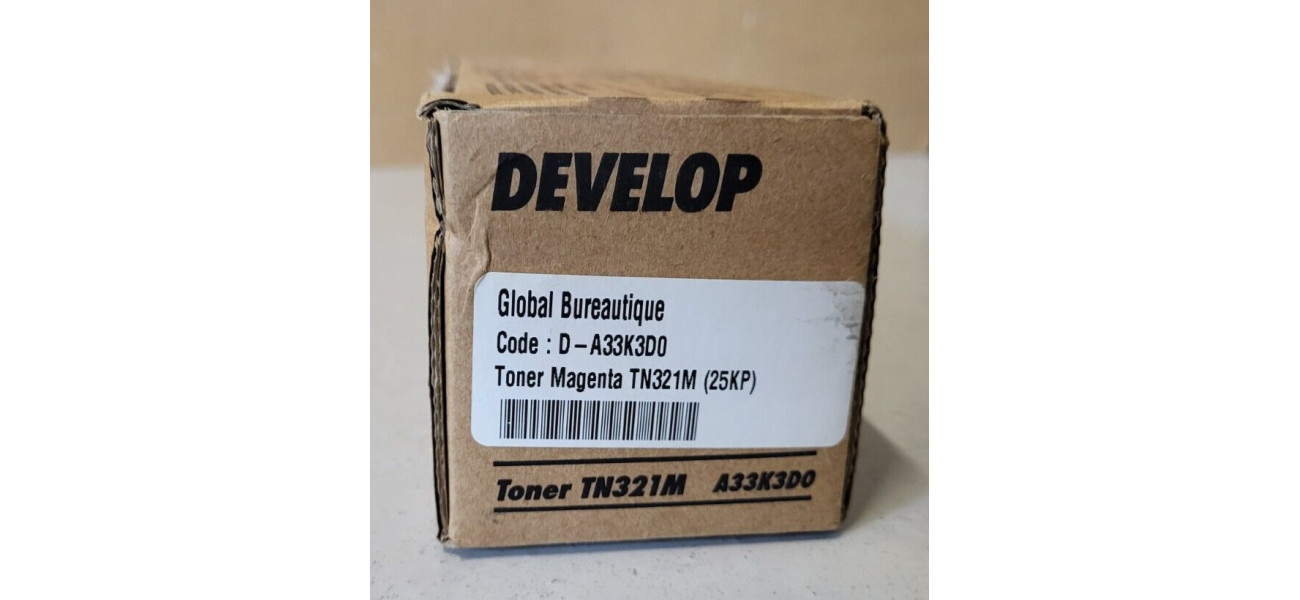 DEVELOP
Global Bureautique
Code : D-A33K3D0
Toner Magenta TN321M (25KP)
Toner TN321M A33K3D0